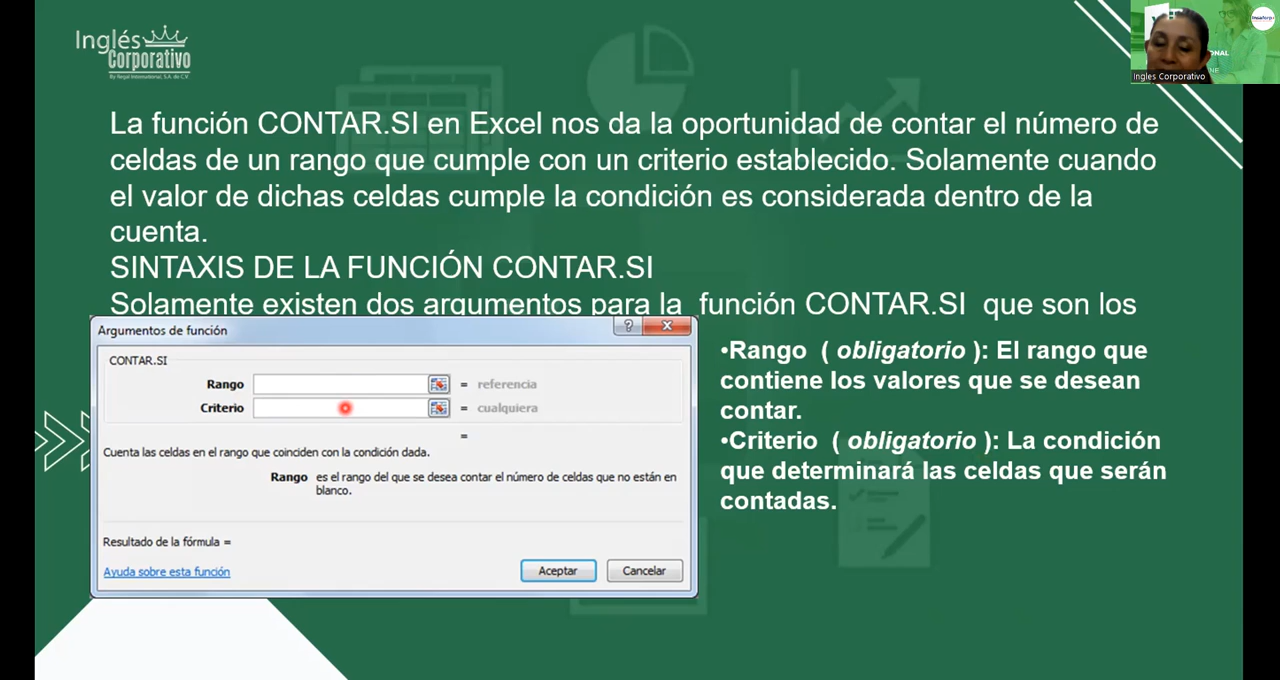 Inglés
Corporativo
By Regal International, S.A. de C.V.
ONAL
Ingles Corporativo
La función CONTAR.SI en Excel nos da la oportunidad de contar el número de
celdas de un rango que cumple con un criterio establecido. Solamente cuando
el valor de dichas celdas cumple la condición es considerada dentro de la
cuenta.
SINTAXIS DE LA FUNCIÓN CONTAR.SI
Solamente existen dos argumentos para la función CONTAR.SI que son los
Argumentos de función
?
CONTAR.SI
Rango = referencia
Criterio = cualquiera
=
Cuenta las celdas en el rango que coinciden con la condición dada.
Rango es el rango del que se desea contar el número de celdas que no están en
blanco.
Resultado de la fórmula =
Ayuda sobre esta función
Aceptar Cancelar
•Rango ( obligatorio ): El rango que
contiene los valores que se desean
contar.
•Criterio ( obligatorio ): La condición
que determinará las celdas que serán
contadas.